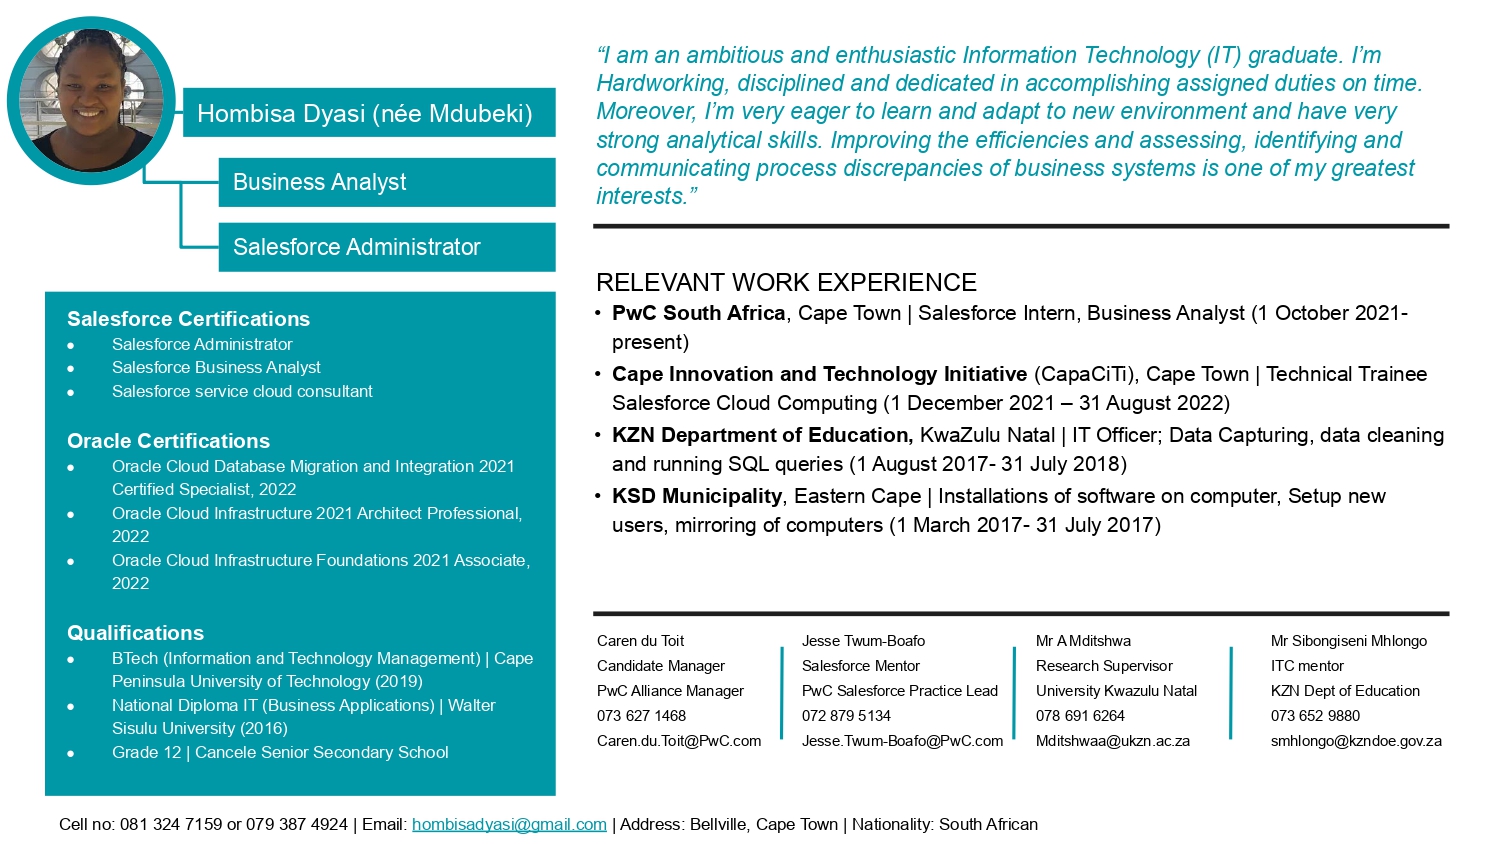 Hombisa Dyasi (née Mdubeki)
Business Analyst
Salesforce Administrator
Salesforce Certifications
● Salesforce Administrator
● Salesforce Business Analyst
● Salesforce service cloud consultant
Oracle Certifications
● Oracle Cloud Database Migration and Integration 2021
Certified Specialist, 2022
● Oracle Cloud Infrastructure 2021 Architect Professional,
2022
● Oracle Cloud Infrastructure Foundations 2021 Associate,
2022
Qualifications
● BTech (Information and Technology Management) | Cape
Peninsula University of Technology (2019)
● National Diploma IT (Business Applications) | Walter
Sisulu University (2016)
● Grade 12 | Cancele Senior Secondary School
“I am an ambitious and enthusiastic Information Technology (IT) graduate. I’m
Hardworking, disciplined and dedicated in accomplishing assigned duties on time.
Moreover, I’m very eager to learn and adapt to new environment and have very
strong analytical skills. Improving the efficiencies and assessing, identifying and
communicating process discrepancies of business systems is one of my greatest
interests.”
RELEVANT WORK EXPERIENCE
• PwC South Africa, Cape Town | Salesforce Intern, Business Analyst (1 October 2021-
present)
• Cape Innovation and Technology Initiative (CapaCiTi), Cape Town | Technical Trainee
Salesforce Cloud Computing (1 December 2021 – 31 August 2022)
• KZN Department of Education, KwaZulu Natal | IT Officer; Data Capturing, data cleaning
and running SQL queries (1 August 2017- 31 July 2018)
• KSD Municipality, Eastern Cape | Installations of software on computer, Setup new
users, mirroring of computers (1 March 2017- 31 July 2017)
Caren du Toit
Candidate Manager
PwC Alliance Manager
073 627 1468
Caren.du.Toit@PwC.com
Jesse Twum-Boafo
Salesforce Mentor
PwC Salesforce Practice Lead
072 879 5134
Jesse.Twum-Boafo@PwC.com
Mr A Mditshwa
Research Supervisor
University Kwazulu Natal
078 691 6264
Mditshwaa@ukzn.ac.za
Mr Sibongiseni Mhlongo
ITC mentor
KZN Dept of Education
073 652 9880
smhlongo@kzndoe.gov.za
Cell no: 081 324 7159 or 079 387 4924 | Email: hombisadyasi@gmail.com | Address: Bellville, Cape Town | Nationality: South African